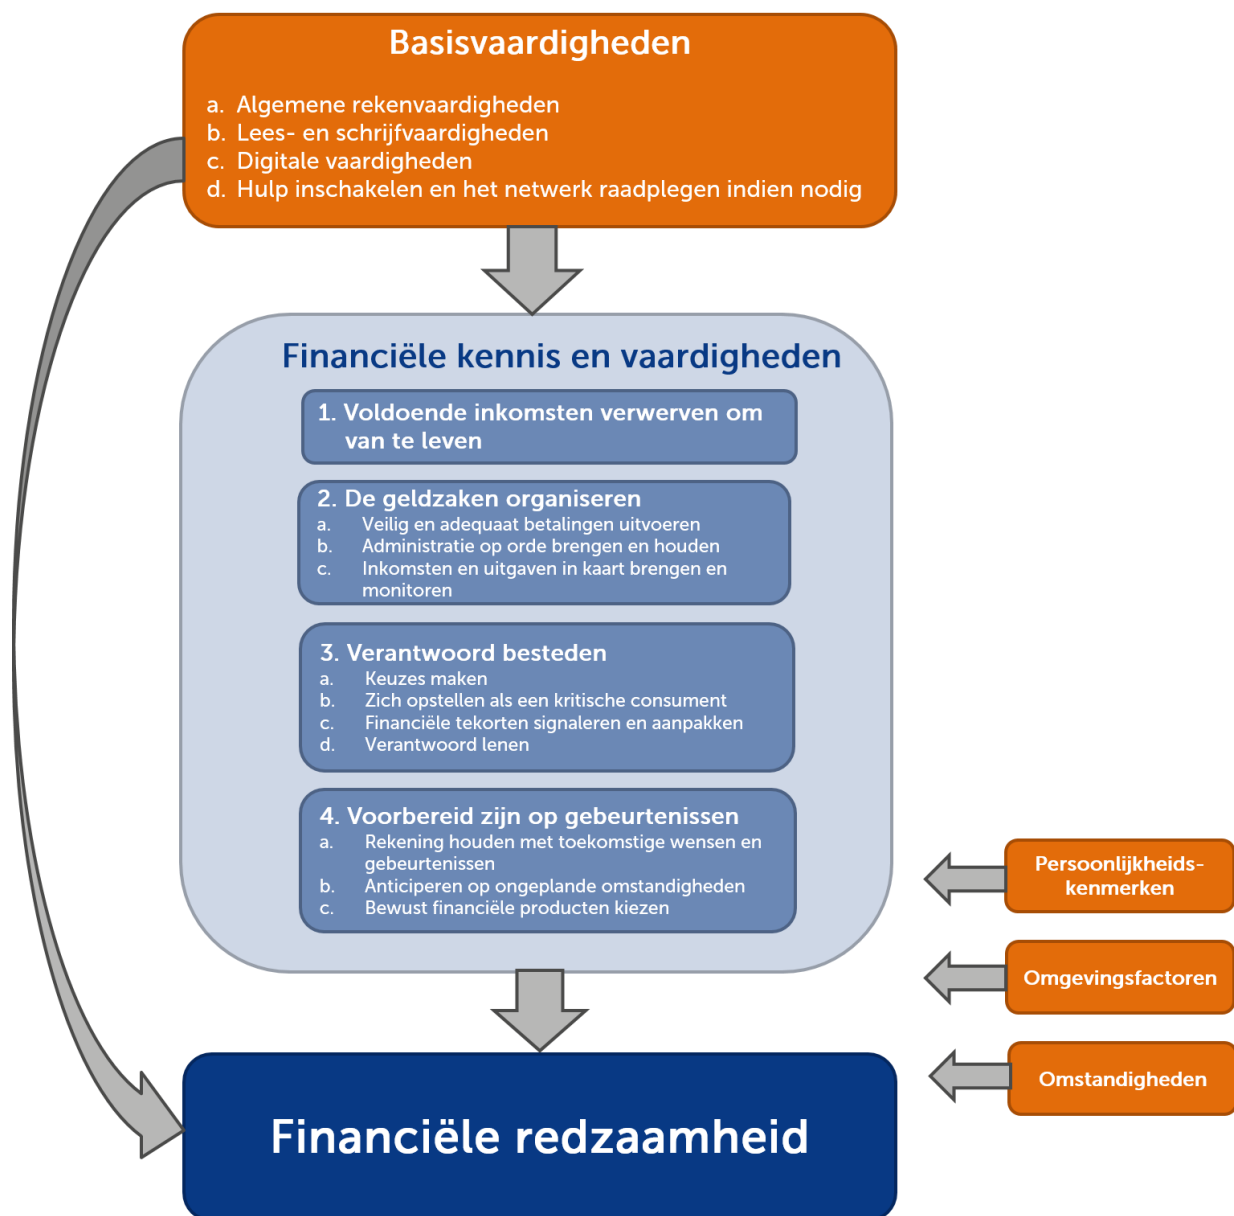 Basisvaardigheden
a. Algemene rekenvaardigheden
b. Lees- en schrijfvaardigheden
c. Digitale vaardigheden
d. Hulp inschakelen en het netwerk raadplegen indien nodig
Financiële kennis en vaardigheden
1. Voldoende inkomsten verwerven om
van te leven
2. De geldzaken organiseren
a. Veilig en adequaat betalingen uitvoeren
b. Administratie op orde brengen en houden
c. Inkomsten en uitgaven in kaart brengen en
monitoren
3. Verantwoord besteden
a. Keuzes maken
b. Zich opstellen als een kritische consument
c. Financiële tekorten signaleren en aanpakken
d. Verantwoord lenen
4. Voorbereid zijn op gebeurtenissen
a. Rekening houden met toekomstige wensen en
gebeurtenissen
b. Anticiperen op ongeplande omstandigheden
c. Bewust financiële producten kiezen
Persoonlijkheids-
kenmerken
Omgevingsfactoren
Omstandigheden
Financiële redzaamheid